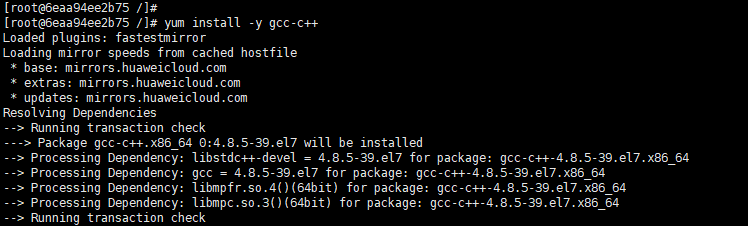 [root@6eaa94ee2b75 /]#
[root@6eaa94ee2b75 /]# yum install -y gcc-c++
Loaded plugins: fastestmirror
Loading mirror speeds from cached hostfile
 * base: mirrors.huaweicloud.com
 * extras: mirrors.huaweicloud.com
 * updates: mirrors.huaweicloud.com
Resolving Dependencies
--> Running transaction check
---> Package gcc-c++.x86_64 0:4.8.5-39.el7 will be installed
--> Processing Dependency: libstdc++-devel = 4.8.5-39.el7 for package: gcc-c++-4.8.5-39.el7.x86_64
--> Processing Dependency: gcc = 4.8.5-39.el7 for package: gcc-c++-4.8.5-39.el7.x86_64
--> Processing Dependency: libmpfr.so.4()(64bit) for package: gcc-c++-4.8.5-39.el7.x86_64
--> Processing Dependency: libmpc.so.3()(64bit) for package: gcc-c++-4.8.5-39.el7.x86_64
--> Running transaction check